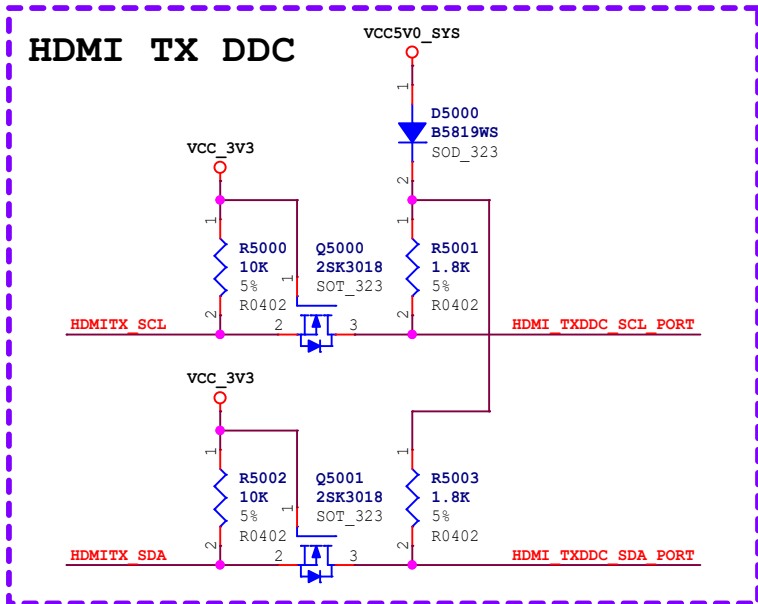 HDMI TX DDC
VCC5V0_SYS
1
D5000
B5819WS
SOD_323
2
VCC_3V3
1
R5000
10K
5%
R0402
2
Q5000
2SK3018
SOT_323
1
2
3
1
R5001
1.8K
5%
R0402
2
HDMITX_SCL
HDMI_TXDDC_SCL_PORT
VCC_3V3
1
R5002
10K
5%
R0402
2
Q5001
2SK3018
SOT_323
1
2
3
1
R5003
1.8K
5%
R0402
2
HDMITX_SDA
HDMI_TXDDC_SDA_PORT